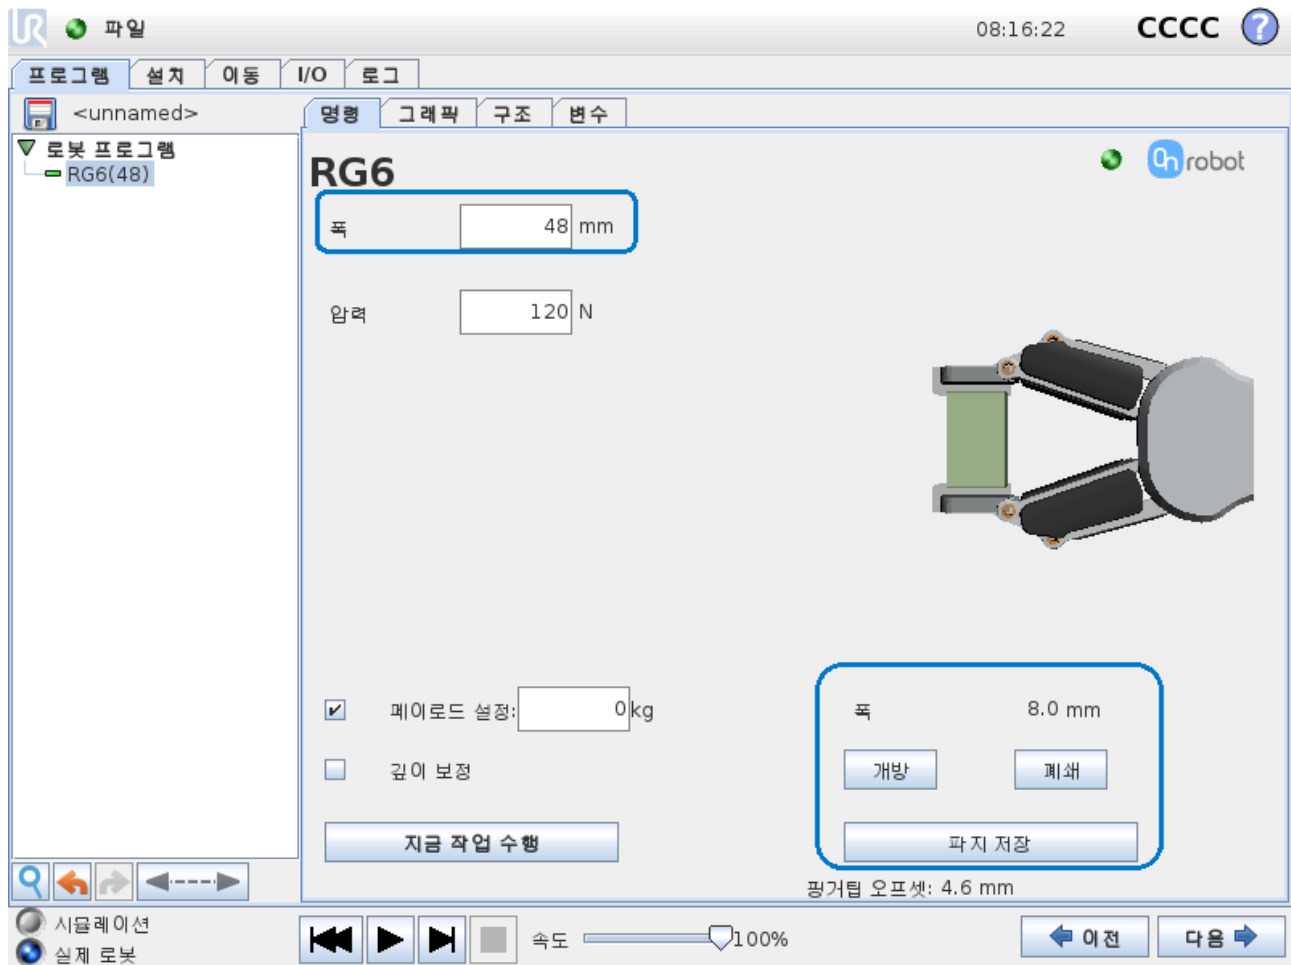 UR 파일 08:16:22 CCCC ?
프로그램 설치 이동 I/O 로그
<unnamed> 명령 그래픽 구조 변수
로봇 프로그램
RG6(48)
RG6
On robot
폭 48 mm
압력 120 N
페이로드 설정: 0 kg
폭 8.0 mm
깊이 보정
개방 폐쇄
지금 작업 수행
파지 저장
핑거팁 오프셋: 4.6 mm
시뮬레이션
실제 로봇
속도 100%
이전 다음